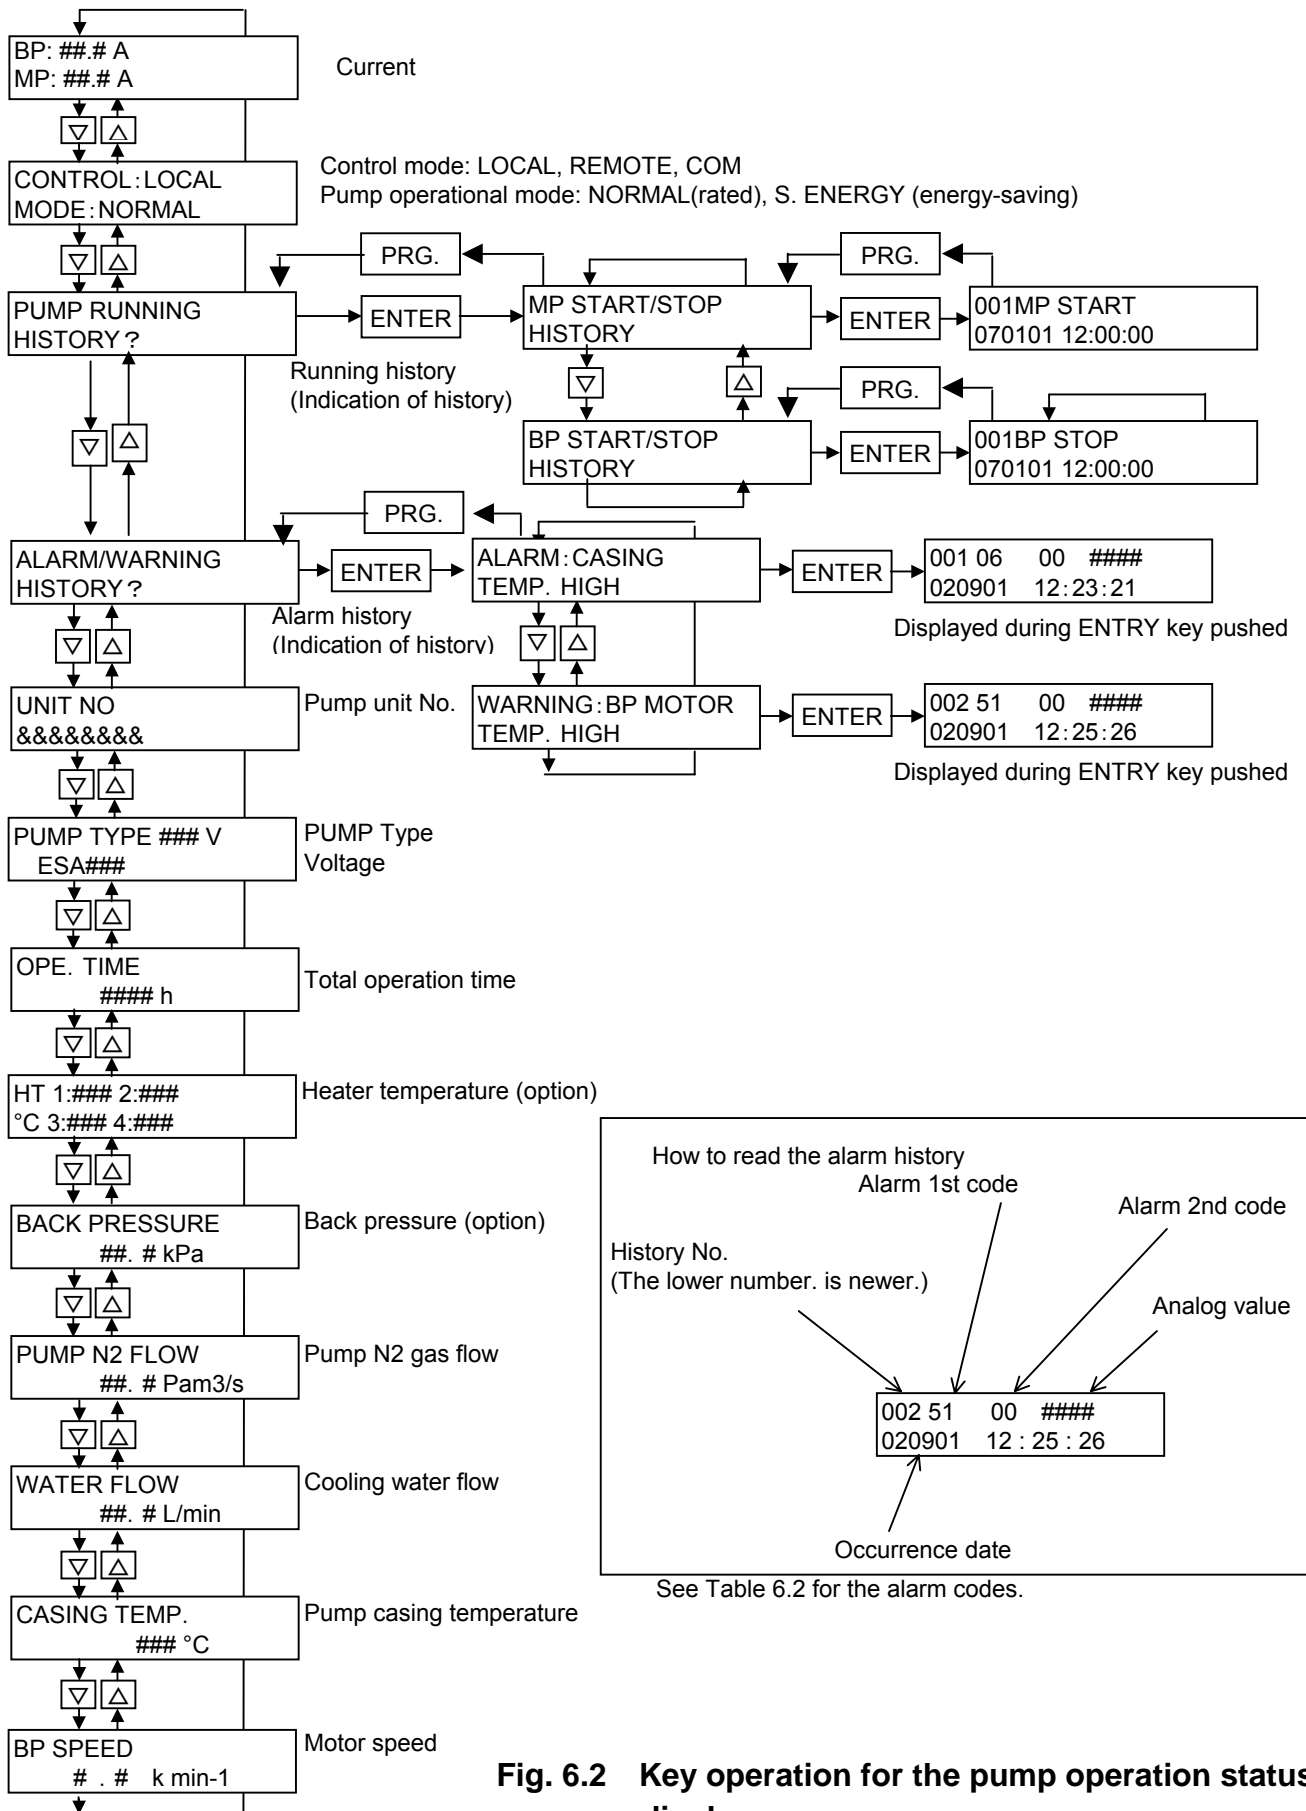 BP: ##.# A
MP: ##.# A
Current
CONTROL:LOCAL
MODE:NORMAL
Control mode: LOCAL, REMOTE, COM
Pump operational mode: NORMAL(rated), S. ENERGY (energy-saving)
PRG.
PRG.
PUMP RUNNING
HISTORY?
ENTER
MP START/STOP
HISTORY
ENTER
001MP START
070101 12:00:00
Running history
(Indication of history)
PRG.
BP START/STOP
HISTORY
ENTER
001BP STOP
070101 12:00:00
PRG.
ALARM/WARNING
HISTORY?
ENTER
ALARM:CASING
TEMP. HIGH
ENTER
001 06 00 ####
020901 12:23:21
Alarm history
(Indication of history)
Displayed during ENTRY key pushed
UNIT NO
&&&&&&&&
Pump unit No.
WARNING:BP MOTOR
TEMP. HIGH
ENTER
002 51 00 ####
020901 12:25:26
Displayed during ENTRY key pushed
PUMP TYPE ### V
ESA###
PUMP Type
Voltage
OPE. TIME
#### h
Total operation time
HT 1:### 2:###
°C 3:### 4:###
Heater temperature (option)
BACK PRESSURE
##. # kPa
Back pressure (option)
PUMP N2 FLOW
##. # Pam3/s
Pump N2 gas flow
WATER FLOW
##. # L/min
Cooling water flow
CASING TEMP.
### °C
Pump casing temperature
BP SPEED
# . # k min-1
Motor speed
How to read the alarm history
Alarm 1st code
Alarm 2nd code
History No.
(The lower number. is newer.)
Analog value
002 51 00 ####
020901 12 : 25 : 26
Occurrence date
See Table 6.2 for the alarm codes.
Fig. 6.2 Key operation for the pump operation status